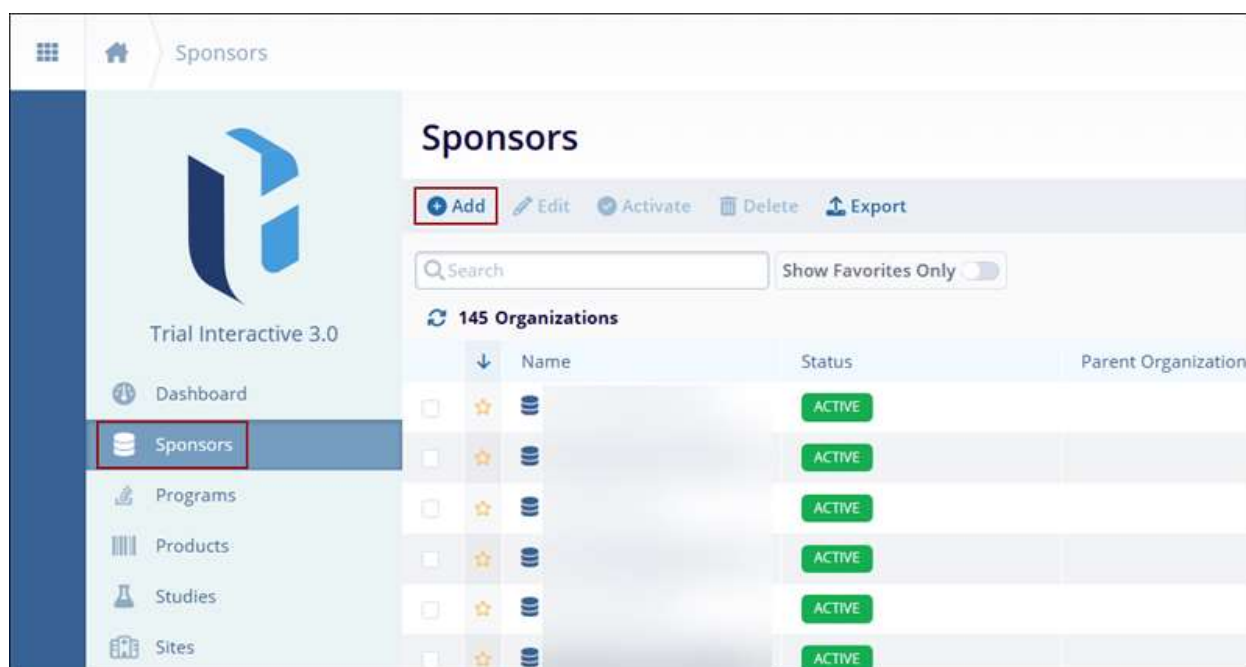 Sponsors
Sponsors
Add Edit Activate Delete Export
Search Show Favorites Only
145 Organizations
Name Status Parent Organization
ACTIVE
ACTIVE
ACTIVE
ACTIVE
ACTIVE
ACTIVE
Trial Interactive 3.0
Dashboard
Sponsors
Programs
Products
Studies
Sites